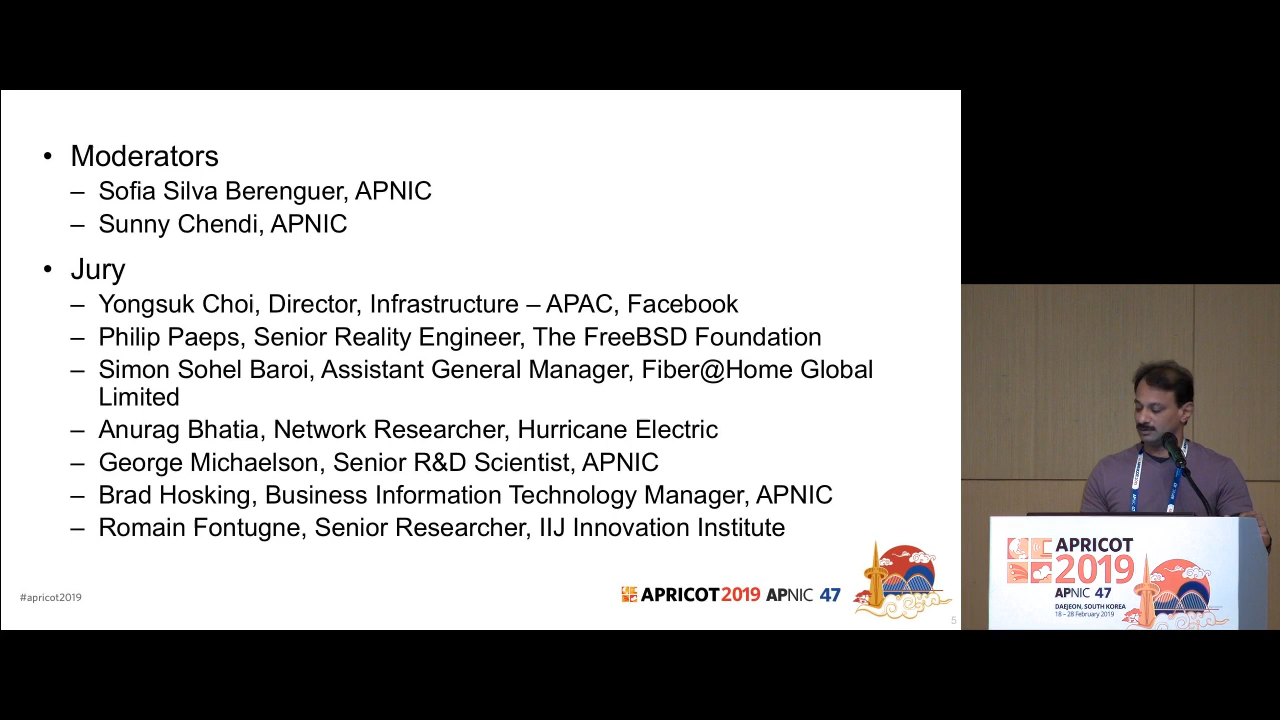 • Moderators
– Sofia Silva Berenguer, APNIC
– Sunny Chendi, APNIC
• Jury
– Yongsuk Choi, Director, Infrastructure – APAC, Facebook
– Philip Paeps, Senior Reality Engineer, The FreeBSD Foundation
– Simon Sohel Baroi, Assistant General Manager, Fiber@Home Global
Limited
– Anurag Bhatia, Network Researcher, Hurricane Electric
– George Michaelson, Senior R&D Scientist, APNIC
– Brad Hosking, Business Information Technology Manager, APNIC
– Romain Fontugne, Senior Researcher, IIJ Innovation Institute
#apricot2019
APRICOT 2019 APNIC 47
5
APRICOT
2019
APNIC 47
DAEJEON, SOUTH KOREA
18 – 28 February 2019